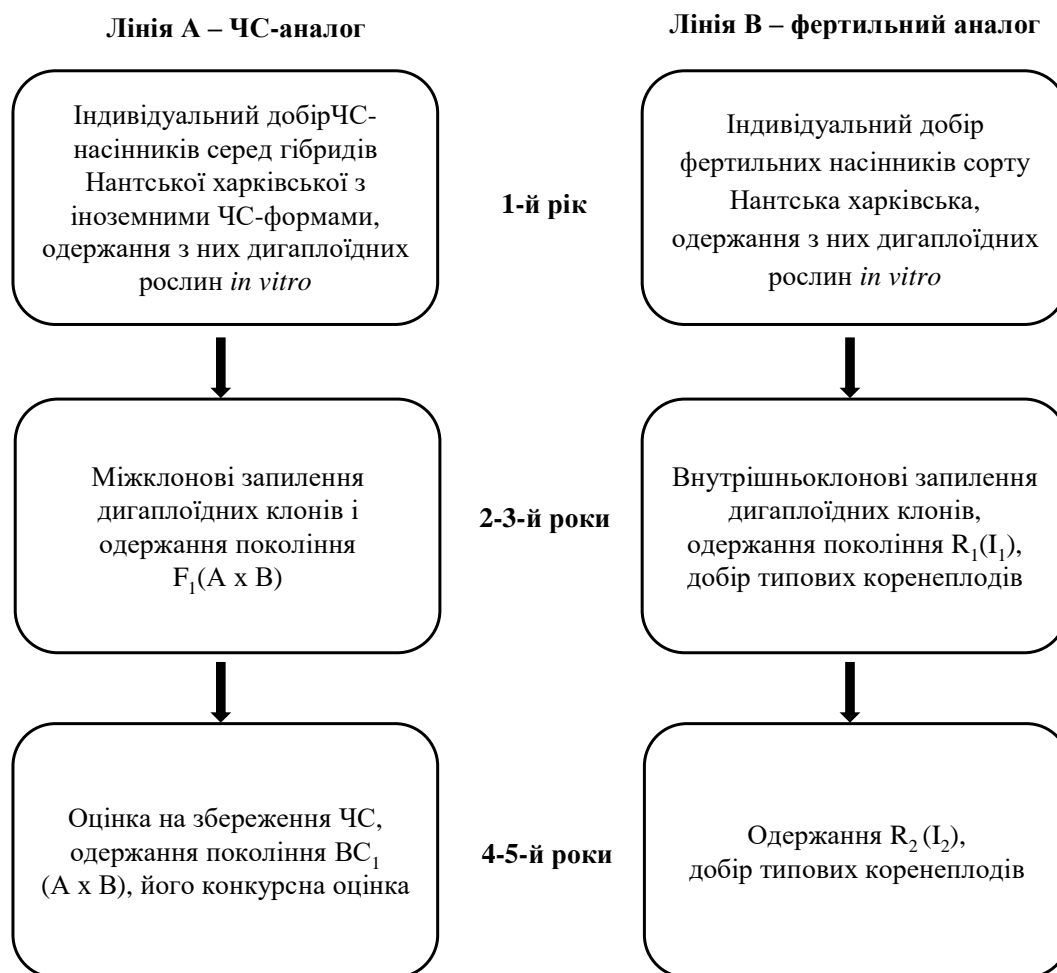 Лінія А – ЧС-аналог
Лінія В – фертильний аналог
Індивідуальний добірЧС-
насінників серед гібридів
Нантської харківської з
іноземними ЧС-формами,
одержання з них дигаплоїдних
рослин in vitro
1-й рік
Індивідуальний добір
фертильних насінників сорту
Нантська харківська,
одержання з них дигаплоїдних
рослин in vitro
Міжклонові запилення
дигаплоїдних клонів і
одержання покоління
F₁(А х В)
2-3-й роки
Внутрішньоклонові запилення
дигаплоїдних клонів,
одержання покоління R₁(I₁),
добір типових коренеплодів
Оцінка на збереження ЧС,
одержання покоління ВС₁
(А х В), його конкурсна оцінка
4-5-й роки
Одержання R₂ (I₂),
добір типових коренеплодів